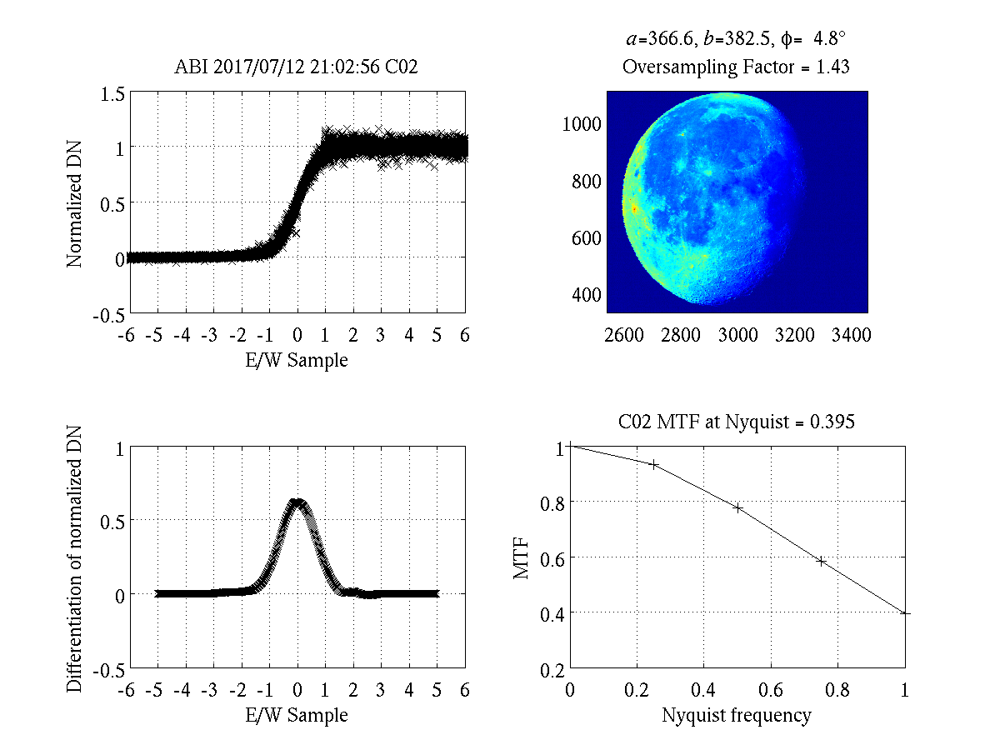 ABI 2017/07/12 21:02:56 C02
1.5
1
0.5
0
-0.5
Normalized DN
-6 -5 -4 -3 -2 -1 0 1 2 3 4 5 6
E/W Sample
a=366.6, b=382.5, ϕ= 4.8°
Oversampling Factor = 1.43
1000
800
600
400
2600 2800 3000 3200 3400
1
0.5
0
-0.5
Differentiation of normalized DN
-6 -5 -4 -3 -2 -1 0 1 2 3 4 5 6
E/W Sample
C02 MTF at Nyquist = 0.395
1
0.8
0.6
0.4
0.2
MTF
0 0.2 0.4 0.6 0.8 1
Nyquist frequency